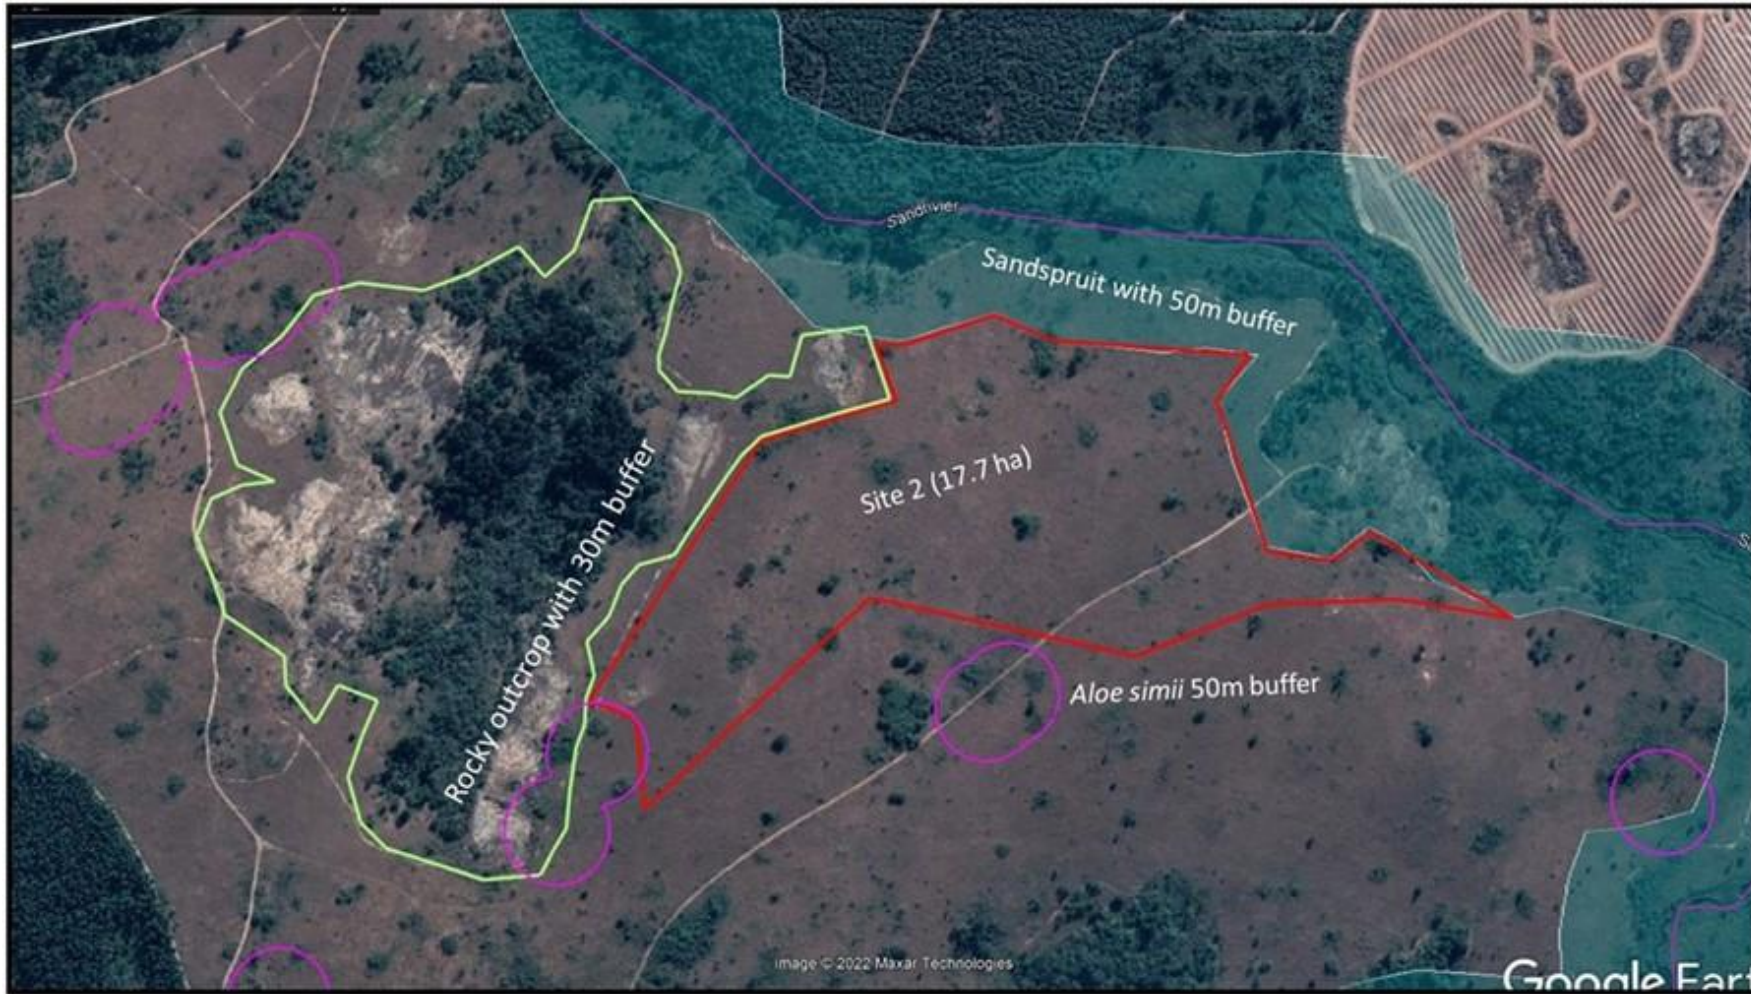 Sandrivier
Sandspruit with 50m buffer
Site 2 (17.7 ha)
Rocky outcrop with 30m buffer
Aloe simii 50m buffer
image © 2022 Maxar Technologies
Google Eart